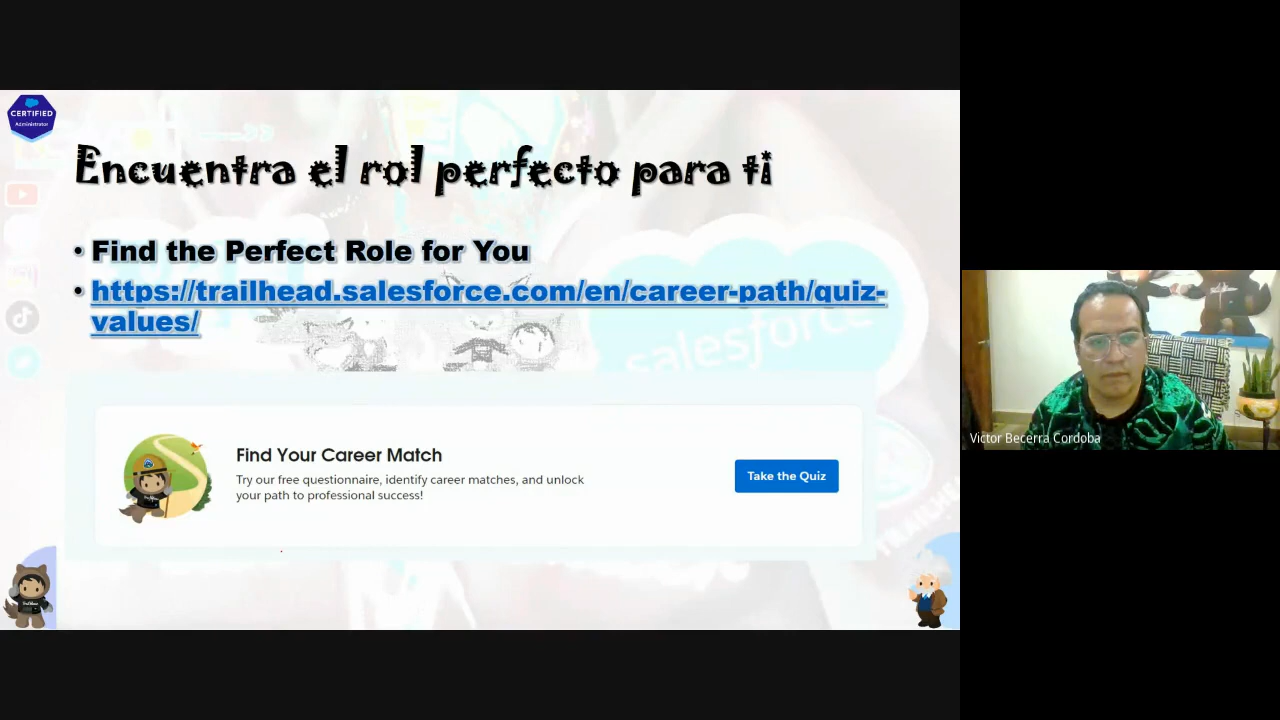 CERTIFIED
Administrator
Encuentra el rol perfecto para ti
• Find the Perfect Role for You
• https://trailhead.salesforce.com/en/career-path/quiz-
values/
salesforce
Find Your Career Match
Try our free questionnaire, identify career matches, and unlock
your path to professional success!
Take the Quiz
Victor Becerra Cordoba